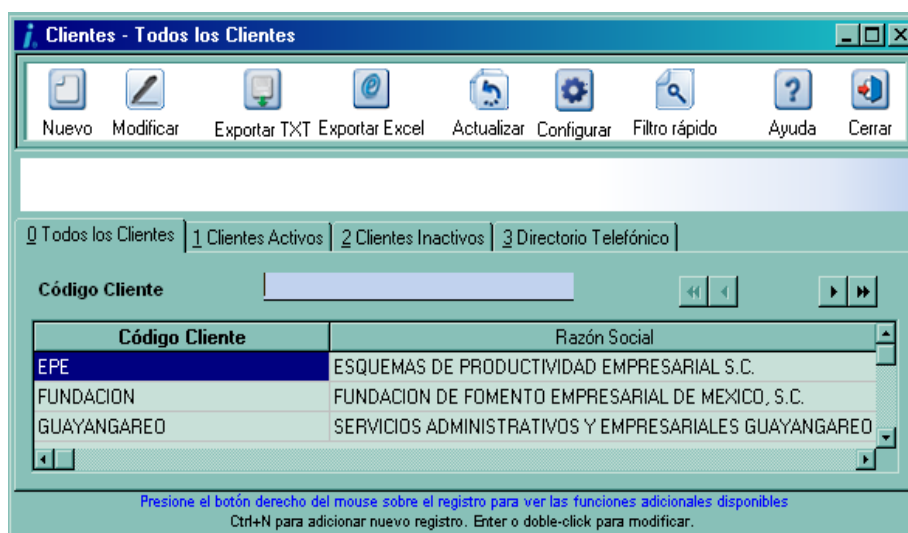 Clientes - Todos los Clientes
Nuevo Modificar Exportar TXT Exportar Excel Actualizar Configurar Filtro rápido Ayuda Cerrar
0 Todos los Clientes 1 Clientes Activos 2 Clientes Inactivos 3 Directorio Telefónico
Código Cliente
Código Cliente Razón Social
EPE ESQUEMAS DE PRODUCTIVIDAD EMPRESARIAL S.C.
FUNDACION FUNDACION DE FOMENTO EMPRESARIAL DE MEXICO, S.C.
GUAYANGAREO SERVICIOS ADMINISTRATIVOS Y EMPRESARIALES GUAYANGAREO
Presione el botón derecho del mouse sobre el registro para ver las funciones adicionales disponibles
Ctrl+N para adicionar nuevo registro. Enter o doble-click para modificar.